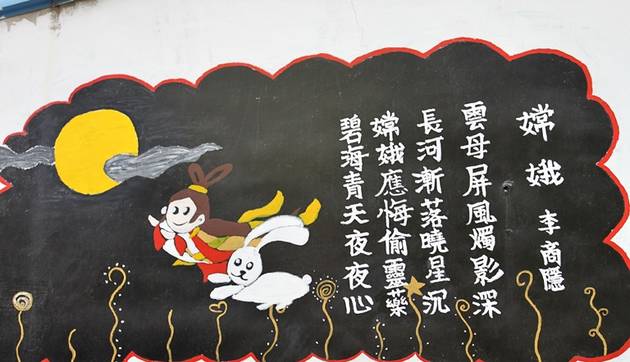 嫦娥
李商隱
雲母屏風燭影深
長河漸落曉星沉
嫦娥應悔偷靈藥
碧海青天夜夜心